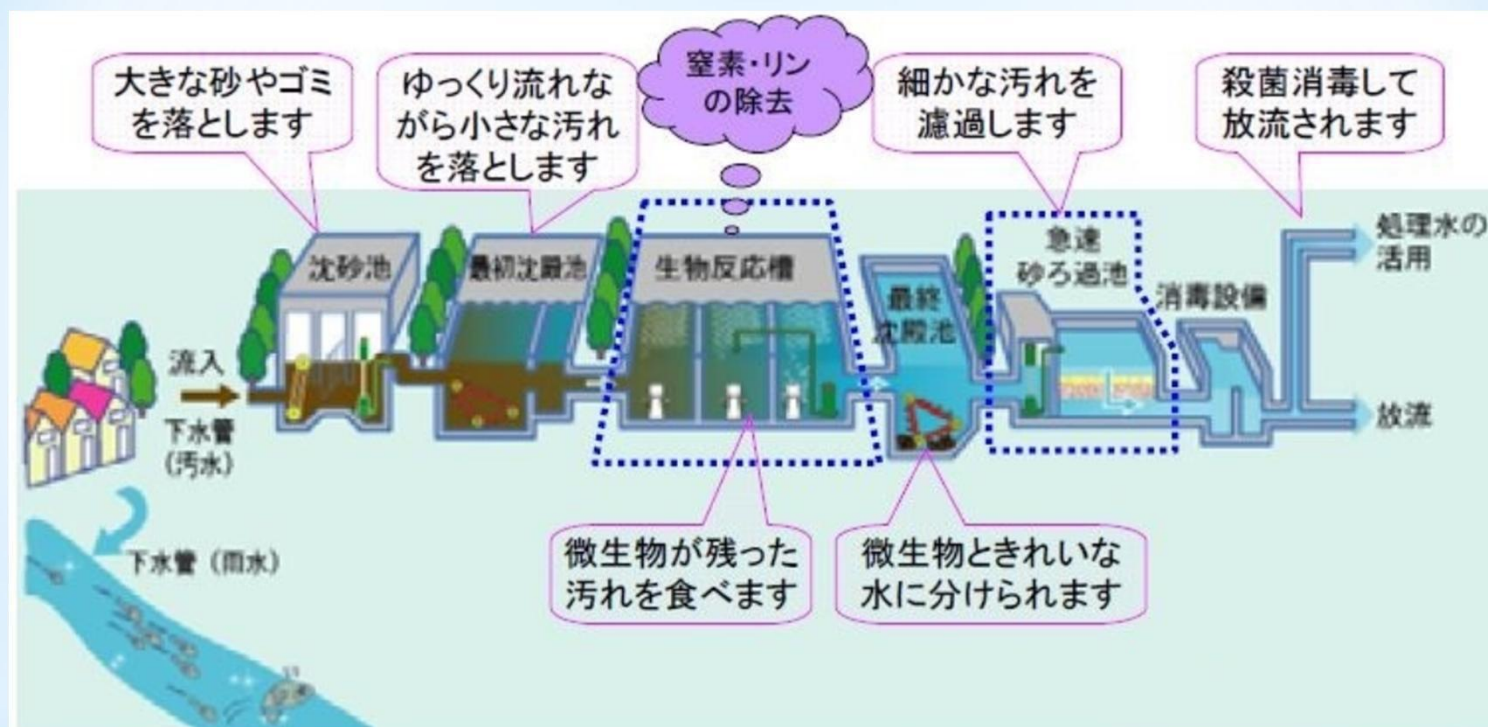 大きな砂やゴミ
を落とします
ゆっくり流れな
がら小さな汚れ
を落とします
窒素・リン
の除去
細かな汚れを
濾過します
殺菌消毒して
放流されます
沈砂池
最初沈殿池
生物反応槽
最終
沈殿池
急速
砂ろ過池
消毒設備
処理水の
活用
流入
下水管
(汚水)
放流
下水管(雨水)
微生物が残った
汚れを食べます
微生物ときれいな
水に分けられます